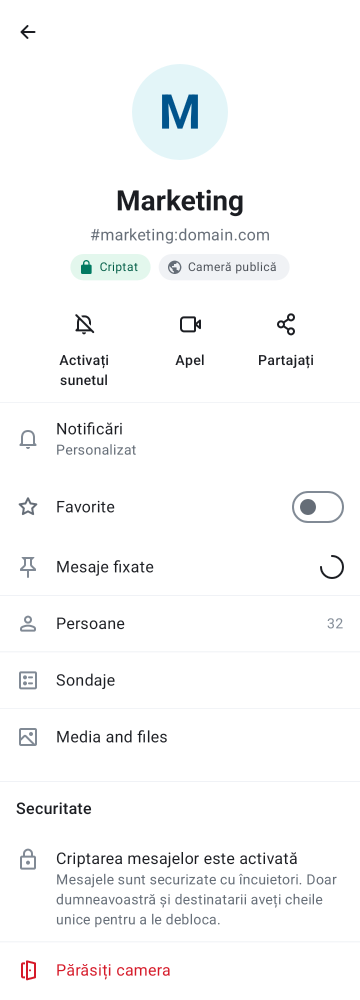 M
Marketing
#marketing:domain.com
Criptat
Cameră publică
Activați
sunetul
Apel
Partajați
Notificări
Personalizat
Favorite
Mesaje fixate
Persoane
32
Sondaje
Media and files
Securitate
Criptarea mesajelor este activată
Mesajele sunt securizate cu încuietori. Doar
dumneavoastră și destinatarii aveți cheile
unice pentru a le debloca.
Părăsiți camera